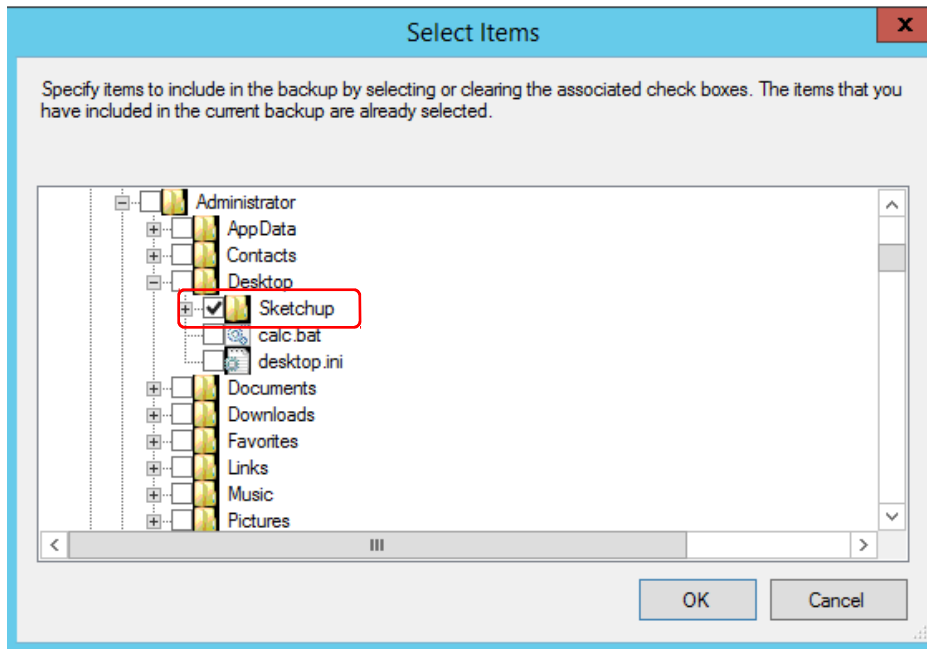 Select Items
Specify items to include in the backup by selecting or clearing the associated check boxes. The items that you
have included in the current backup are already selected.
Administrator
AppData
Contacts
Desktop
Sketchup
calc.bat
desktop.ini
Documents
Downloads
Favorites
Links
Music
Pictures
OK
Cancel